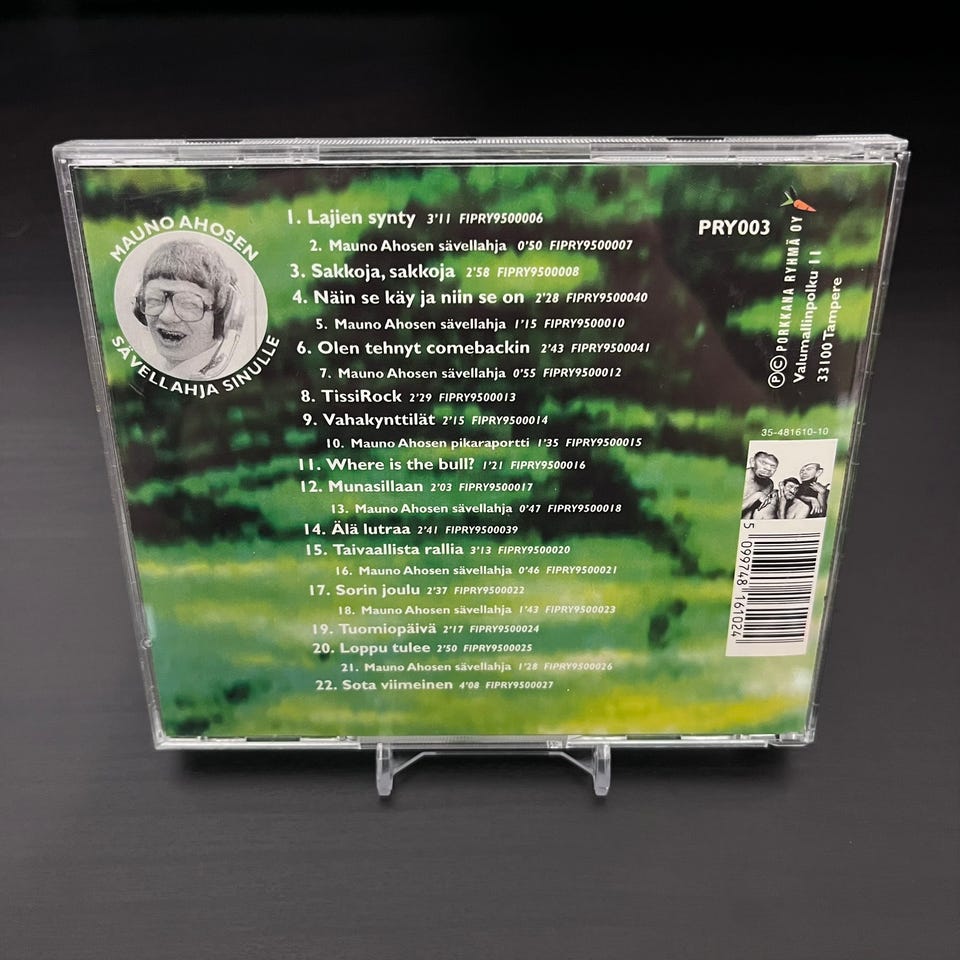 MAUNO AHOSEN
SÄVELLAHJA SINULLE
1. Lajien synty 3'11 FIPRY9500006
2. Mauno Ahosen sävellahja 0'50 FIPRY9500007
3. Sakkoja, sakkoja 2'58 FIPRY9500008
4. Näin se käy ja niin se on 2'28 FIPRY9500040
5. Mauno Ahosen sävellahja 1'15 FIPRY9500010
6. Olen tehnyt comebackin 2'43 FIPRY9500041
7. Mauno Ahosen sävellahja 0'55 FIPRY9500012
8. TissiRock 2'29 FIPRY9500013
9. Vahakynttilät 2'15 FIPRY9500014
10. Mauno Ahosen pikaraportti 1'35 FIPRY9500015
11. Where is the bull? 1'21 FIPRY9500016
12. Munasillaan 2'03 FIPRY9500017
13. Mauno Ahosen sävellahja 0'47 FIPRY9500018
14. Älä lutraa 2'41 FIPRY9500039
15. Taivaallista rallia 3'13 FIPRY9500020
16. Mauno Ahosen sävellahja 0'46 FIPRY9500021
17. Sorin joulu 2'37 FIPRY9500022
18. Mauno Ahosen sävellahja 1'43 FIPRY9500023
19. Tuomiopäivä 2'17 FIPRY9500024
20. Loppu tulee 2'50 FIPRY9500025
21. Mauno Ahosen sävellahja 1'28 FIPRY9500026
22. Sota viimeinen 4'08 FIPRY9500027
PRY003
℗© PORKKANA RYHMÄ OY
Valumallinpolku 11
33100 Tampere
35-481610-10
5 099748 161024